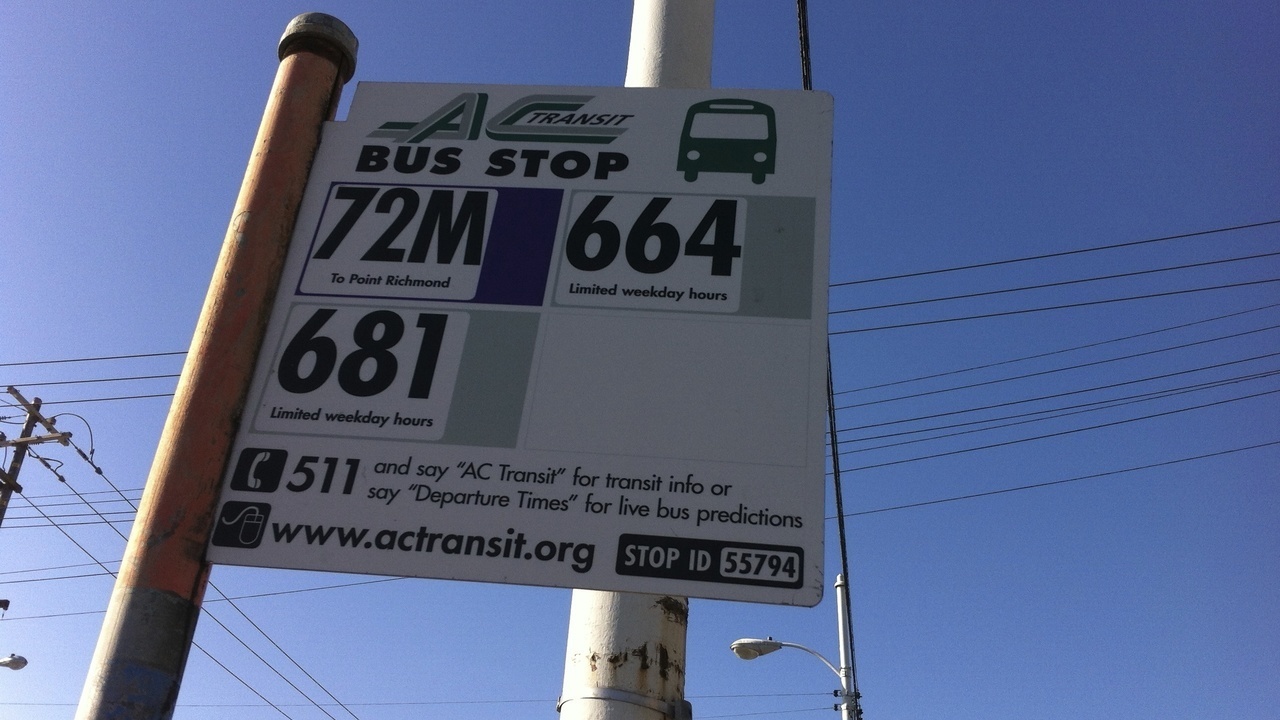 AC TRANSIT
BUS STOP
72M
To Point Richmond
664
Limited weekday hours
681
Limited weekday hours
511 and say “AC Transit” for transit info or
say “Departure Times” for live bus predictions
www.actransit.org
STOP ID 55794